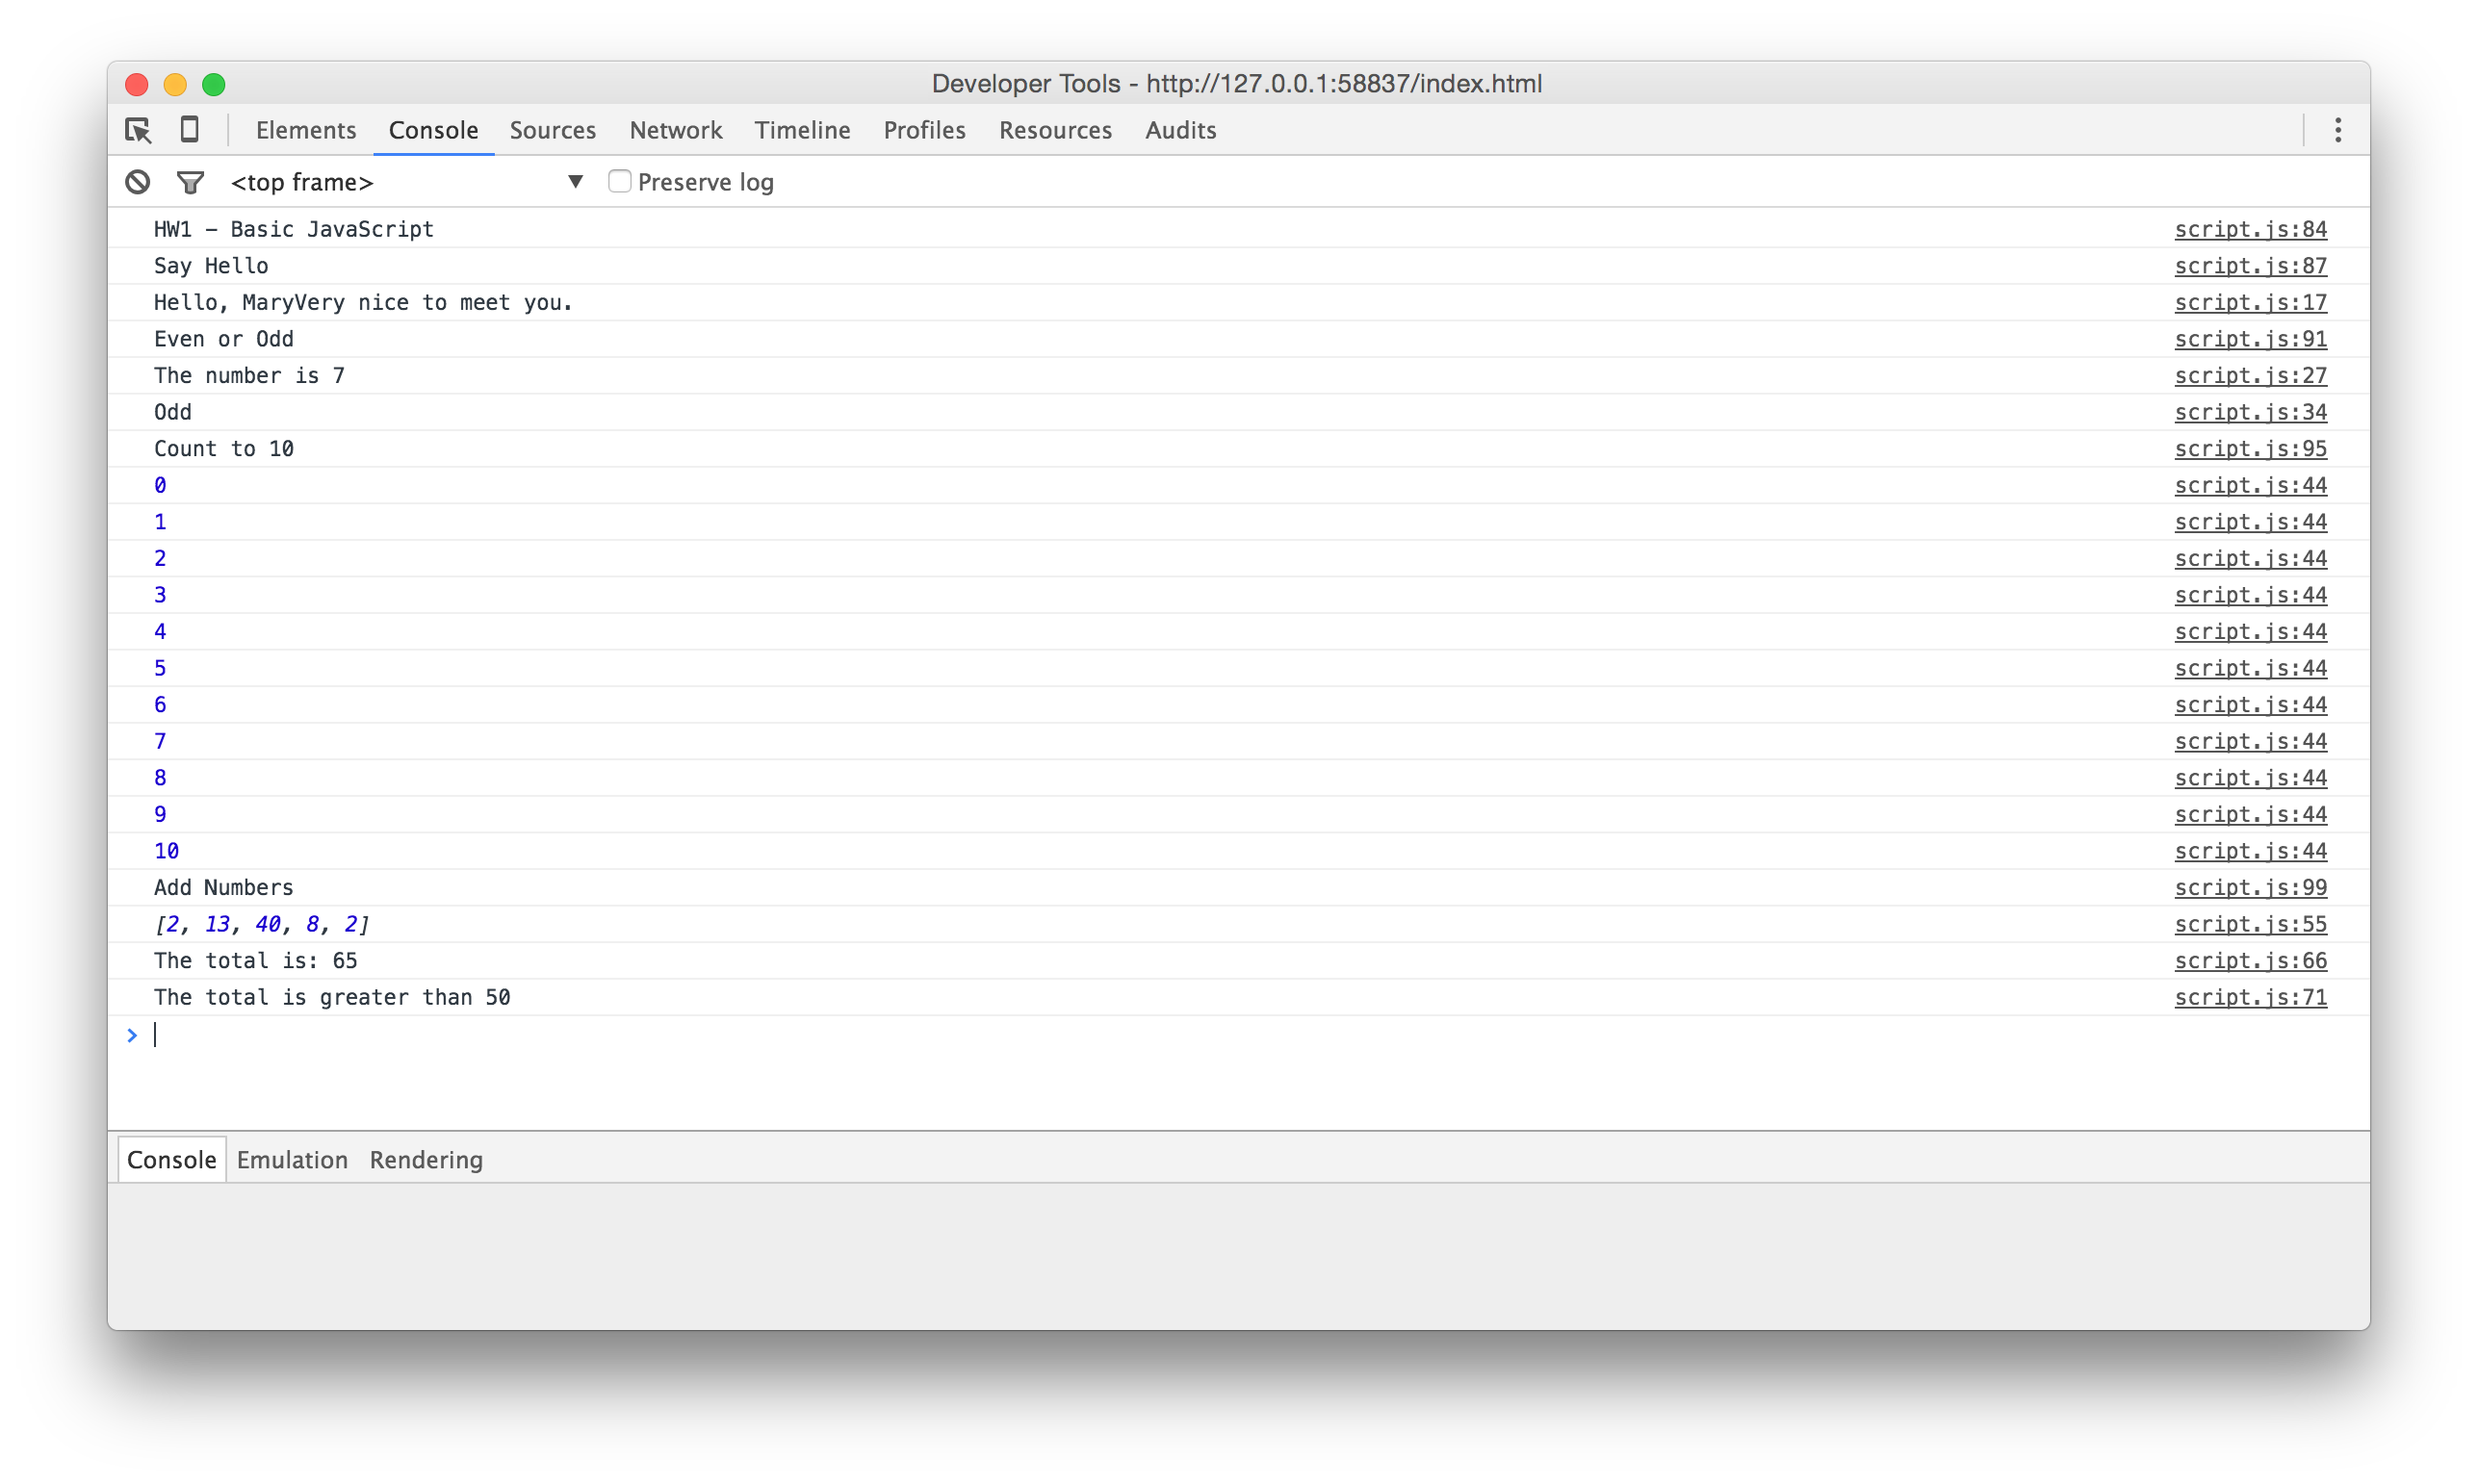 Developer Tools - http://127.0.0.1:58837/index.html
Elements Console Sources Network Timeline Profiles Resources Audits
<top frame> ▼ Preserve log
HW1 - Basic JavaScript script.js:84
Say Hello script.js:87
Hello, MaryVery nice to meet you. script.js:17
Even or Odd script.js:91
The number is 7 script.js:27
Odd script.js:34
Count to 10 script.js:95
0 script.js:44
1 script.js:44
2 script.js:44
3 script.js:44
4 script.js:44
5 script.js:44
6 script.js:44
7 script.js:44
8 script.js:44
9 script.js:44
10 script.js:44
Add Numbers script.js:99
[2, 13, 40, 8, 2] script.js:55
The total is: 65 script.js:66
The total is greater than 50 script.js:71
>
Console Emulation Rendering